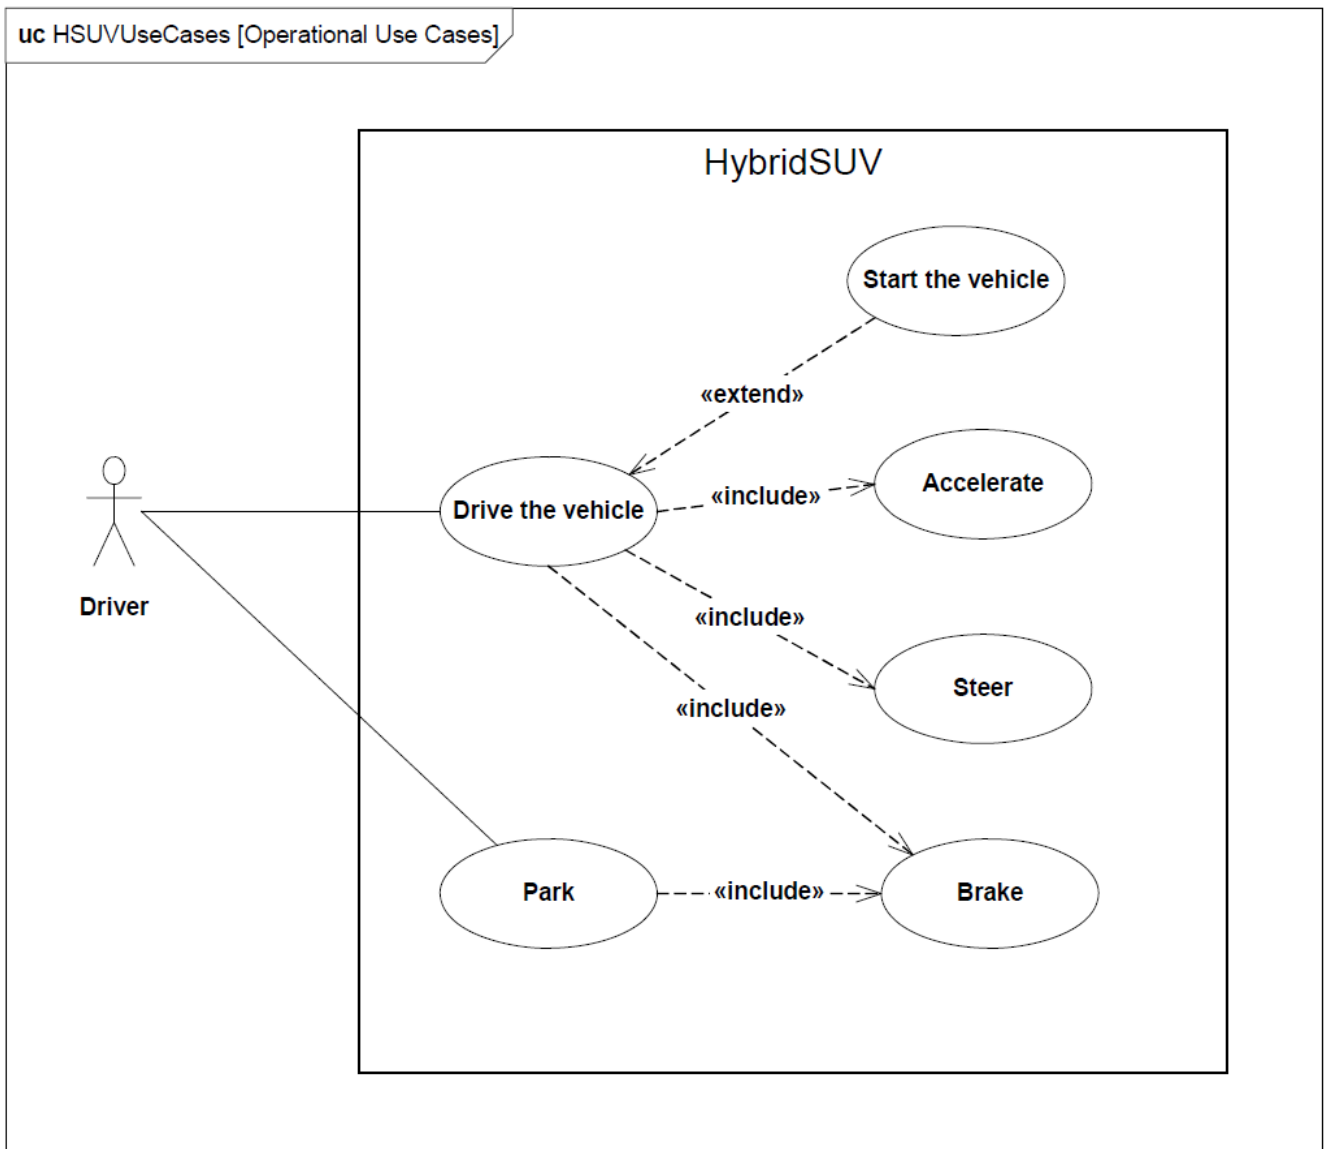 uc HSUVUseCases [Operational Use Cases]
HybridSUV
Start the vehicle
«extend»
Accelerate
«include»
Drive the vehicle
Driver
«include»
Steer
«include»
Park
«include»
Brake